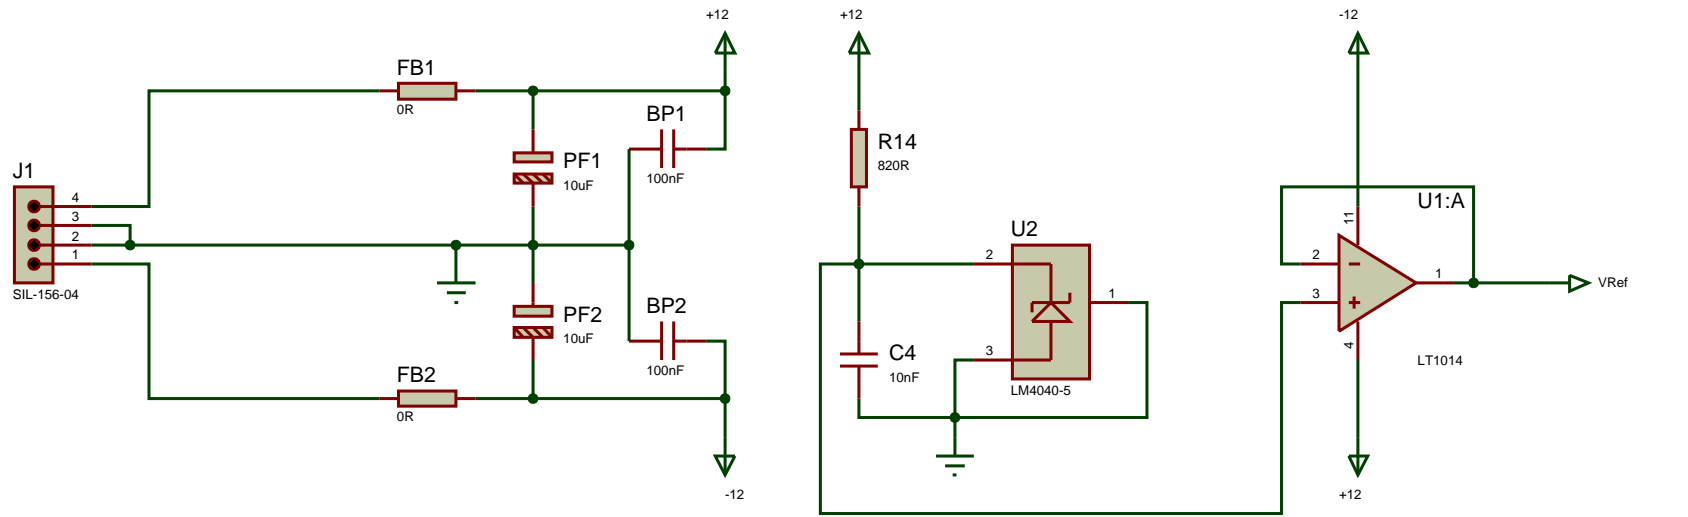 +12
+12
-12
FB1
0R
BP1
100nF
R14
820R
J1
PF1
10uF
4
3
2
1
SIL-156-04
U2
2
1
3
LM4040-5
U1:A
11
2
3
1
4
VRef
LT1014
PF2
10uF
BP2
100nF
C4
10nF
FB2
0R
-12
+12